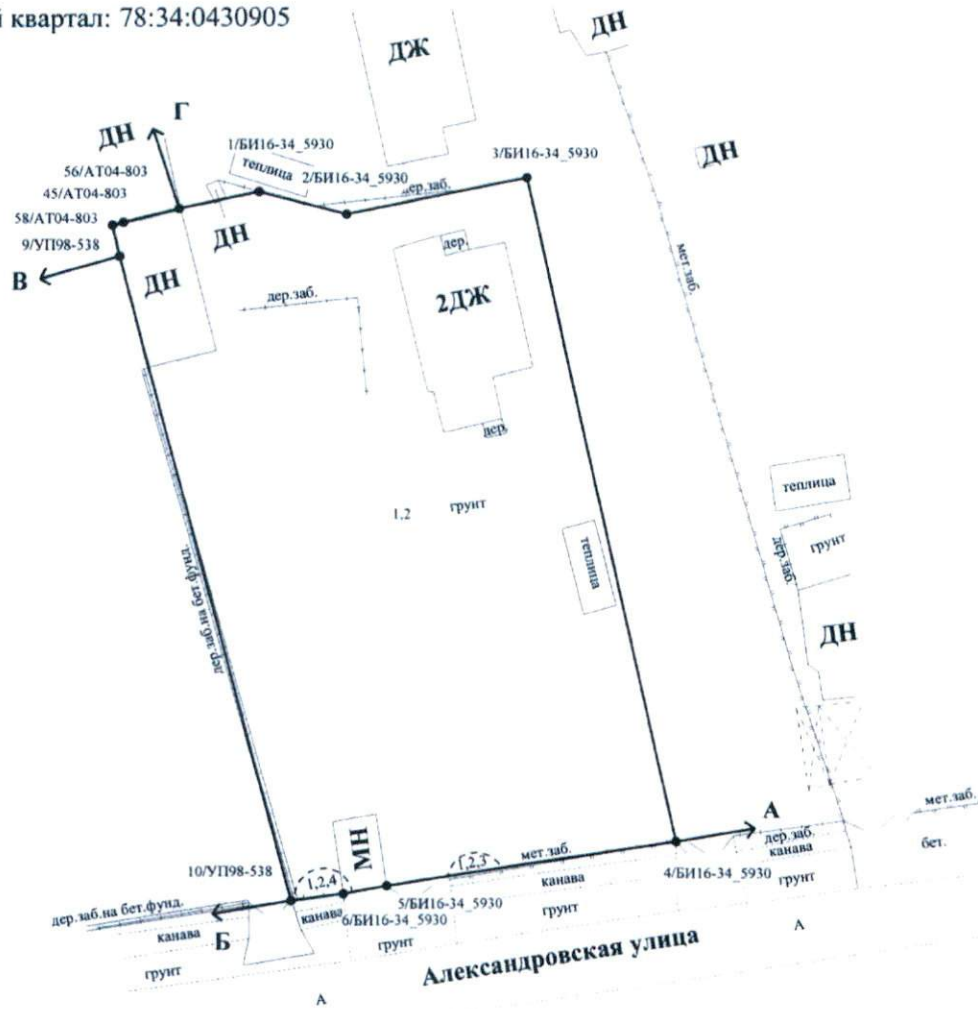 й квартал: 78:34:0430905
ДН
ДЖ
Г
ДН
1/БИ16-34_5930
3/БИ16-34_5930
ДН
56/АТ04-803
теплица
2/БИ16-34_5930
45/АТ04-803
дер.заб.
58/АТ04-803
ДН
9/УП98-538
дер.
В
ДН
мет.заб.
дер.заб.
2ДЖ
дер.
теплица
1,2
грунт
теплица
дер.заб.
грунт
дер.заб.на бет.фунд.
ДН
мет.заб.
А
МН
дер.заб.
канава
бет.
1,2,3
мет.заб.
10/УП98-538
1,2,4
канава
4/БИ16-34_5930
грунт
дер.заб.на бет.фунд.
канава
5/БИ16-34_5930
грунт
6/БИ16-34_5930
канава
Б
грунт
А
грунт
Александровская улица
А